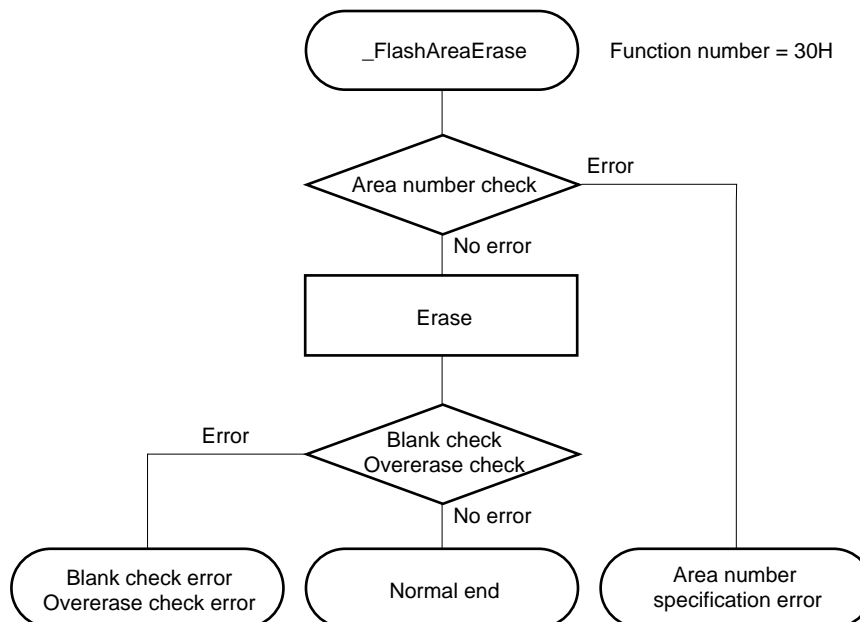 _FlashAreaErase
Function number = 30H
Area number check
Error
No error
Erase
Error
Blank check
Overerase check
No error
Blank check error
Overerase check error
Normal end
Area number
specification error